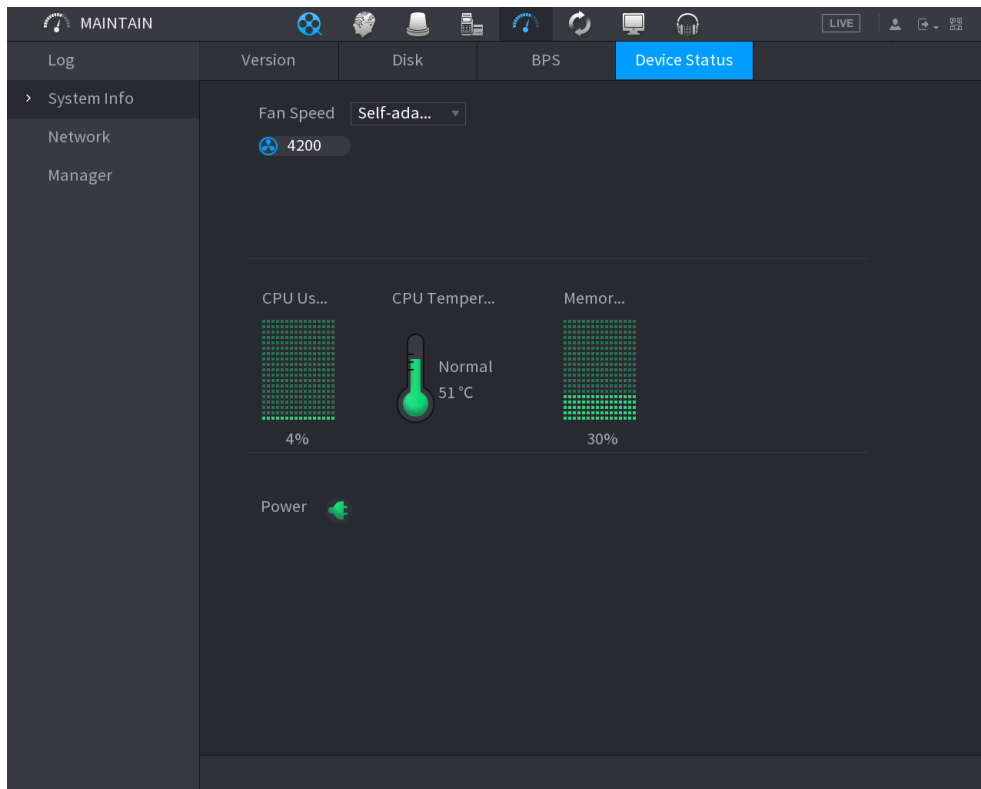 MAINTAIN LIVE
Log Version Disk BPS Device Status
System Info
Network
Manager
Fan Speed Self-ada...
4200
CPU Us... CPU Temper... Memor...
Normal
51 °C
4% 30%
Power